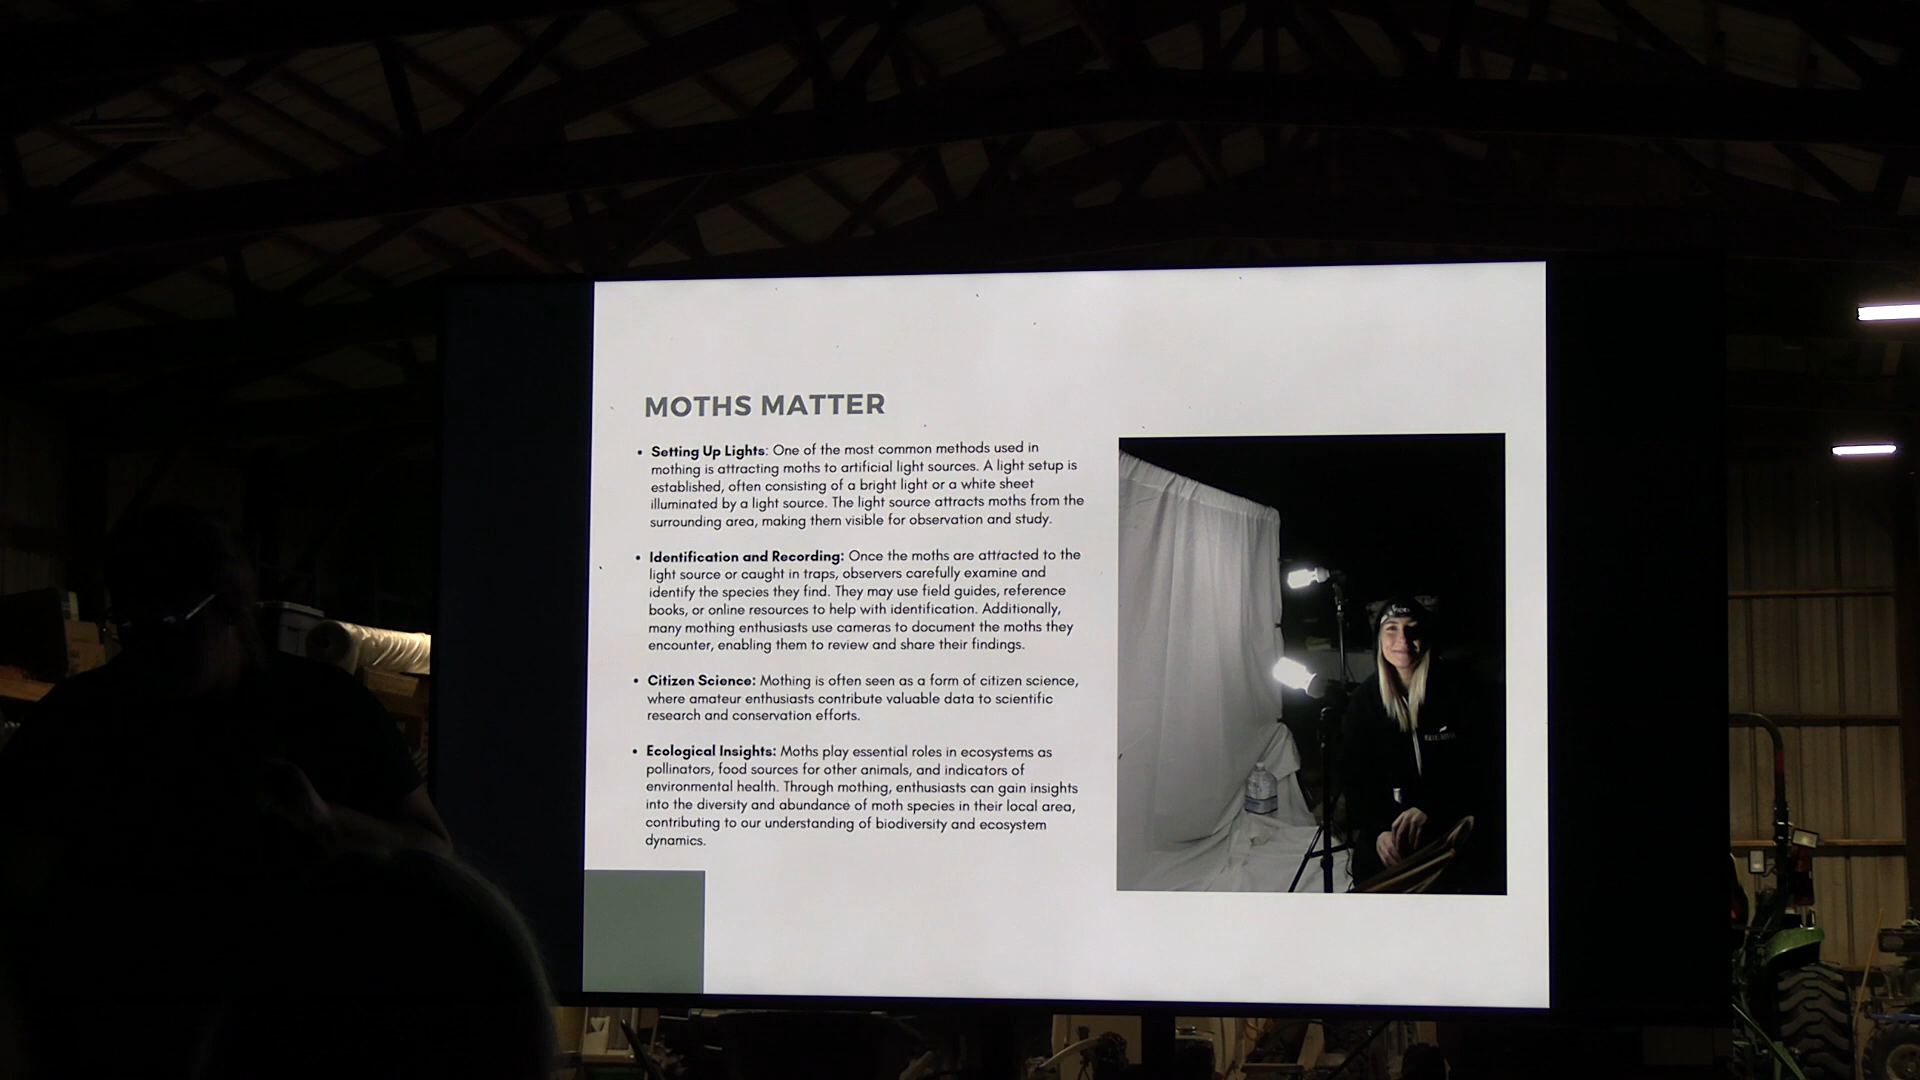 MOTHS MATTER
• Setting Up Lights: One of the most common methods used in
mothing is attracting moths to artificial light sources. A light setup is
established, often consisting of a bright light or a white sheet
illuminated by a light source. The light source attracts moths from the
surrounding area, making them visible for observation and study.
• Identification and Recording: Once the moths are attracted to the
light source or caught in traps, observers carefully examine and
identify the species they find. They may use field guides, reference
books, or online resources to help with identification. Additionally,
many mothing enthusiasts use cameras to document the moths they
encounter, enabling them to review and share their findings.
• Citizen Science: Mothing is often seen as a form of citizen science,
where amateur enthusiasts contribute valuable data to scientific
research and conservation efforts.
• Ecological Insights: Moths play essential roles in ecosystems as
pollinators, food sources for other animals, and indicators of
environmental health. Through mothing, enthusiasts can gain insights
into the diversity and abundance of moth species in their local area,
contributing to our understanding of biodiversity and ecosystem
dynamics.